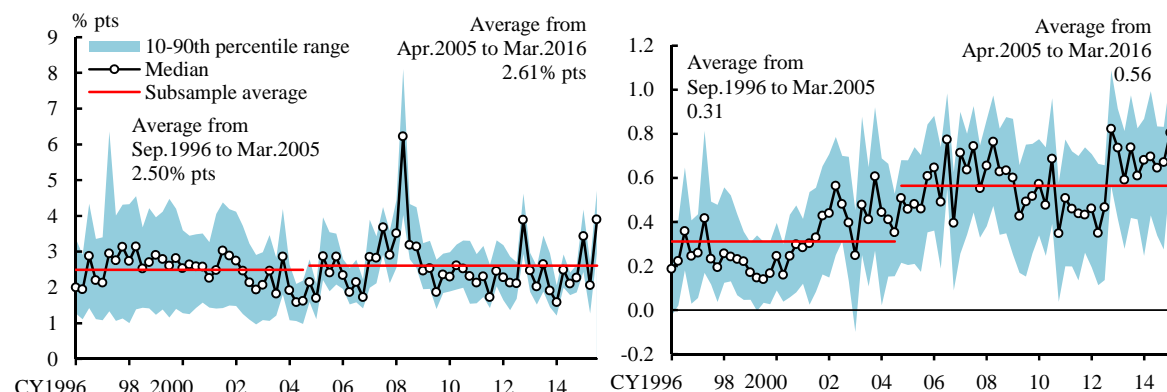 % pts
9
8
7
6
5
4
3
2
1
0
10-90th percentile range
Median
Subsample average
Average from
Sep.1996 to Mar.2005
2.50% pts
Average from
Apr.2005 to Mar.2016
2.61% pts
CY1996 98 2000 02 04 06 08 10 12 14
1.2
1.0
0.8
0.6
0.4
0.2
0.0
-0.2
Average from
Sep.1996 to Mar.2005
0.31
Average from
Apr.2005 to Mar.2016
0.56
CY1996 98 2000 02 04 06 08 10 12 14